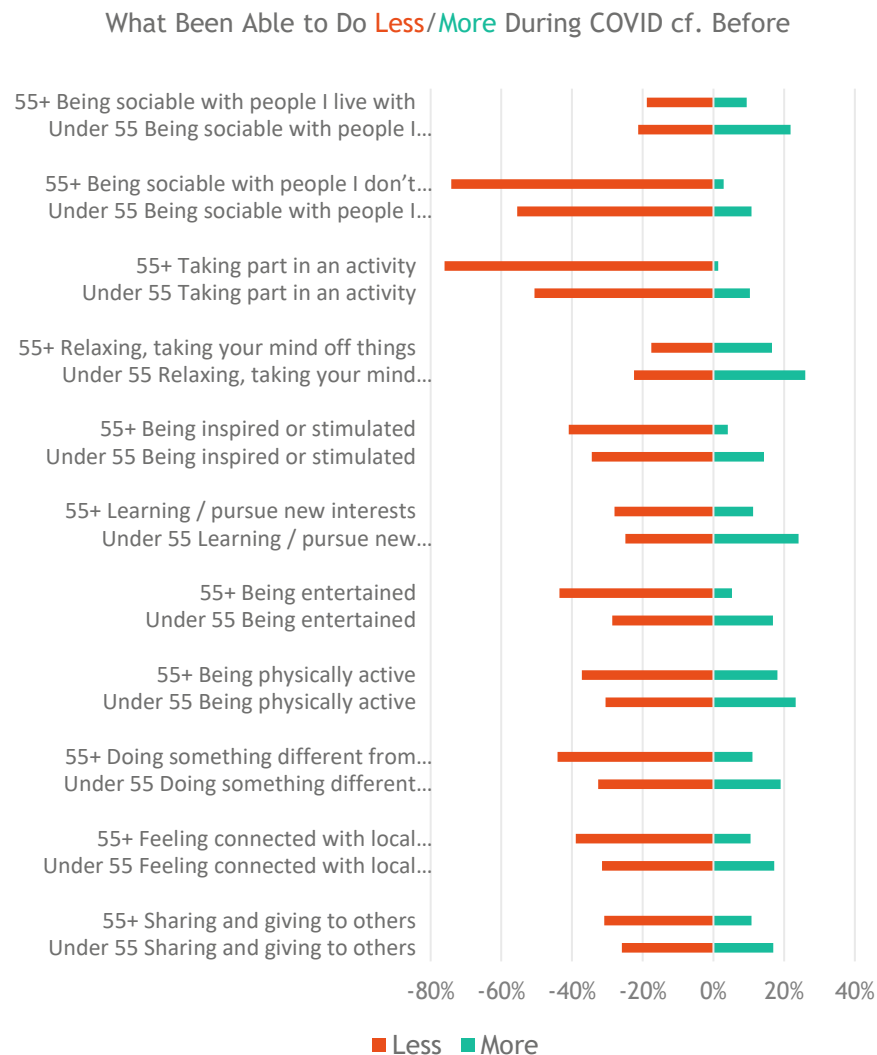 What Been Able to Do Less/More During COVID cf. Before
55+ Being sociable with people I live with
Under 55 Being sociable with people I...
55+ Being sociable with people I don’t...
Under 55 Being sociable with people I...
55+ Taking part in an activity
Under 55 Taking part in an activity
55+ Relaxing, taking your mind off things
Under 55 Relaxing, taking your mind...
55+ Being inspired or stimulated
Under 55 Being inspired or stimulated
55+ Learning / pursue new interests
Under 55 Learning / pursue new...
55+ Being entertained
Under 55 Being entertained
55+ Being physically active
Under 55 Being physically active
55+ Doing something different from...
Under 55 Doing something different...
55+ Feeling connected with local...
Under 55 Feeling connected with local...
55+ Sharing and giving to others
Under 55 Sharing and giving to others
-80% -60% -40% -20% 0% 20% 40%
Less More